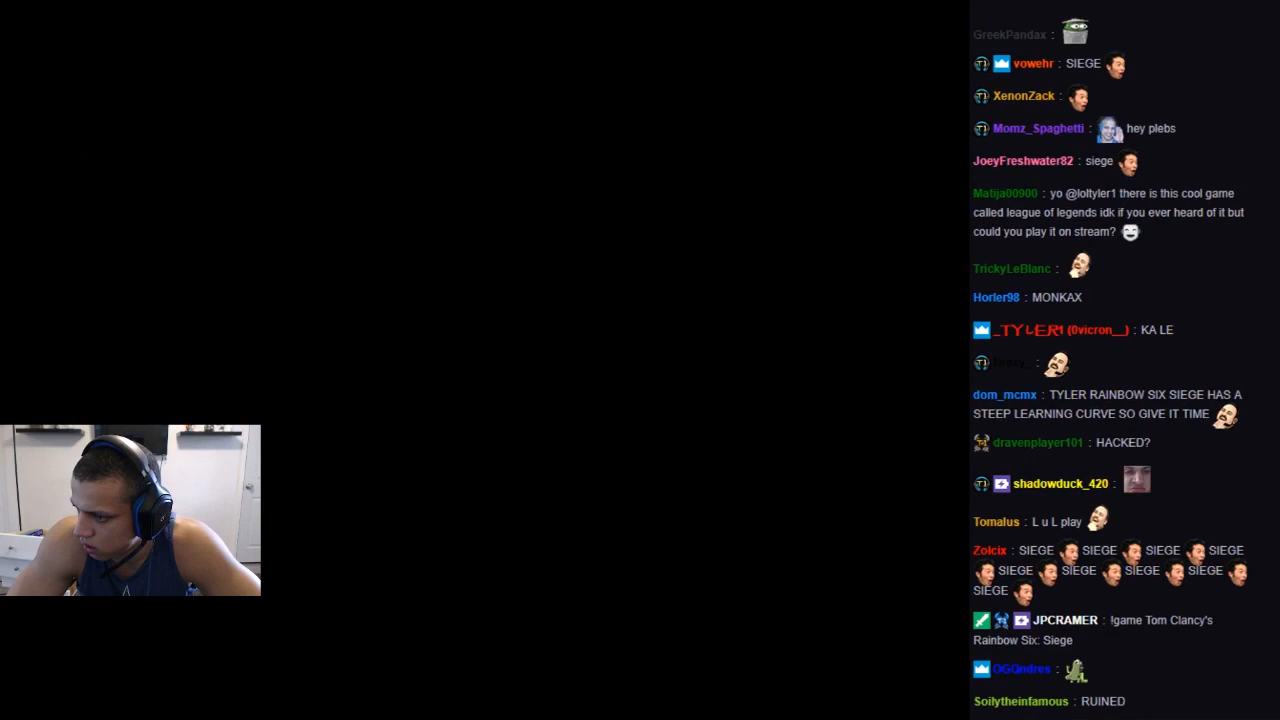 GreekPandax :
vowehr : SIEGE
XenonZack :
Momz_Spaghetti : hey plebs
JoeyFreshwater82 : siege
Matija00900 : yo @loltyler1 there is this cool game
called league of legends idk if you ever heard of it but
could you play it on stream?
TrickyLeBlanc :
Horler98 : MONKAX
_TYLER1 (0vicron__) : KA LE
dom_mcmx : TYLER RAINBOW SIX SIEGE HAS A
STEEP LEARNING CURVE SO GIVE IT TIME
dravenplayer101 : HACKED?
shadowduck_420 :
Tomalus : L u L play
Zolcix : SIEGE SIEGE SIEGE SIEGE
SIEGE SIEGE SIEGE SIEGE
SIEGE
JPCRAMER : !game Tom Clancy's
Rainbow Six: Siege
OGQndres :
Soilytheinfamous : RUINED